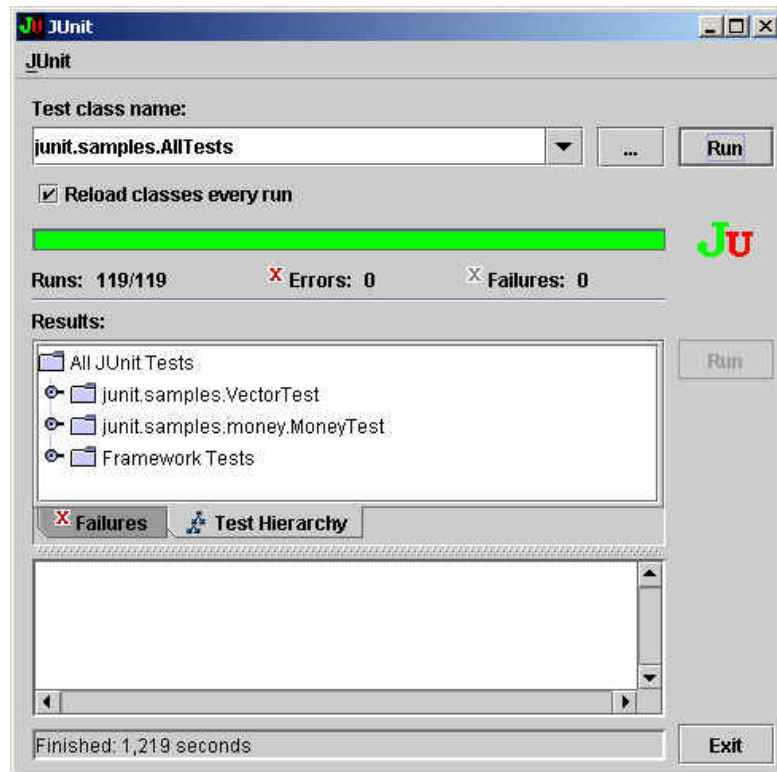 JU JUnit
JUnit
Test class name:
junit.samples.AllTests ... Run
Reload classes every run
JU
Runs: 119/119 X Errors: 0 X Failures: 0
Results:
All JUnit Tests Run
junit.samples.VectorTest
junit.samples.money.MoneyTest
Framework Tests
X Failures Test Hierarchy
Finished: 1,219 seconds Exit